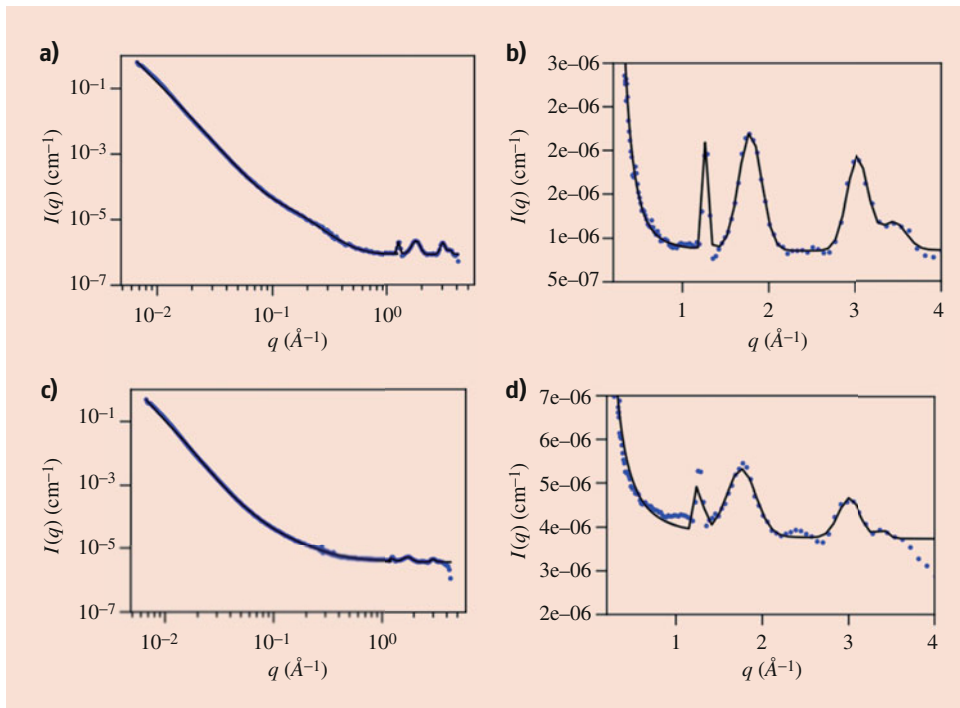 a)
I(q) (cm⁻¹)
10⁻¹
10⁻³
10⁻⁵
10⁻⁷
10⁻² 10⁻¹ 10⁰
q (Å⁻¹)
b)
I(q) (cm⁻¹)
3e–06
2e–06
2e–06
2e–06
1e–06
5e–07
1 2 3 4
q (Å⁻¹)
c)
I(q) (cm⁻¹)
10⁻¹
10⁻³
10⁻⁵
10⁻⁷
10⁻² 10⁻¹ 10⁰
q (Å⁻¹)
d)
I(q) (cm⁻¹)
7e–06
6e–06
5e–06
4e–06
3e–06
2e–06
1 2 3 4
q (Å⁻¹)